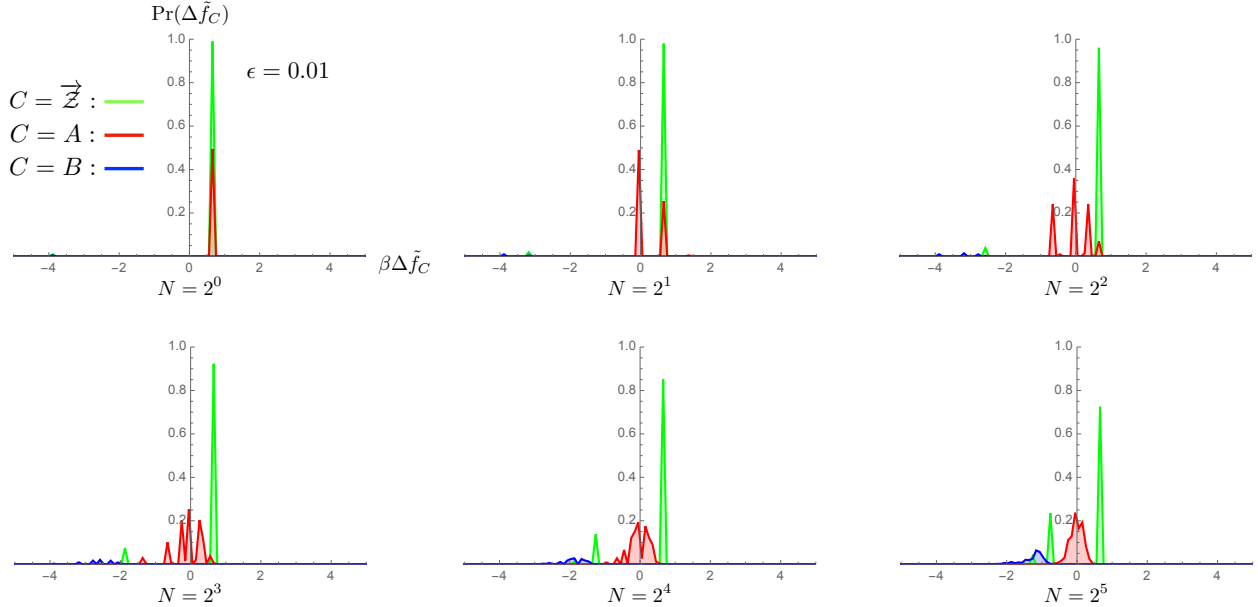 Pr(Δf̃_C)
ϵ = 0.01
C = \overrightarrow{𝒵} :
C = A :
C = B :
1.0
0.8
0.6
0.4
0.2
−4 −2 0 2 4
βΔf̃_C
N = 2^0
1.0
0.8
0.6
0.4
0.2
−4 −2 0 2 4
N = 2^1
1.0
0.8
0.6
0.4
0.2
−4 −2 0 2 4
N = 2^2
1.0
0.8
0.6
0.4
0.2
−4 −2 0 2 4
N = 2^3
1.0
0.8
0.6
0.4
0.2
−4 −2 0 2 4
N = 2^4
1.0
0.8
0.6
0.4
0.2
−4 −2 0 2 4
N = 2^5